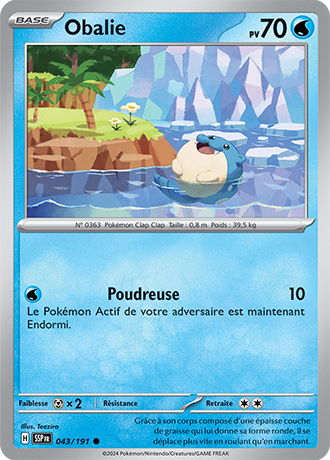 BASE Obalie PV 70
N° 0363 Pokémon Clap Clap Taille : 0,8 m Poids : 39,5 kg
Poudreuse 10
Le Pokémon Actif de votre adversaire est maintenant
Endormi.
Faiblesse ×2 Résistance Retraite
Illus. Teeziro
H SSP FR 043/191
Grâce à son corps composé d'une épaisse couche
de graisse qui lui donne sa forme ronde, il se
déplace plus vite en roulant qu'en marchant.
©2024 Pokémon/Nintendo/Creatures/GAME FREAK